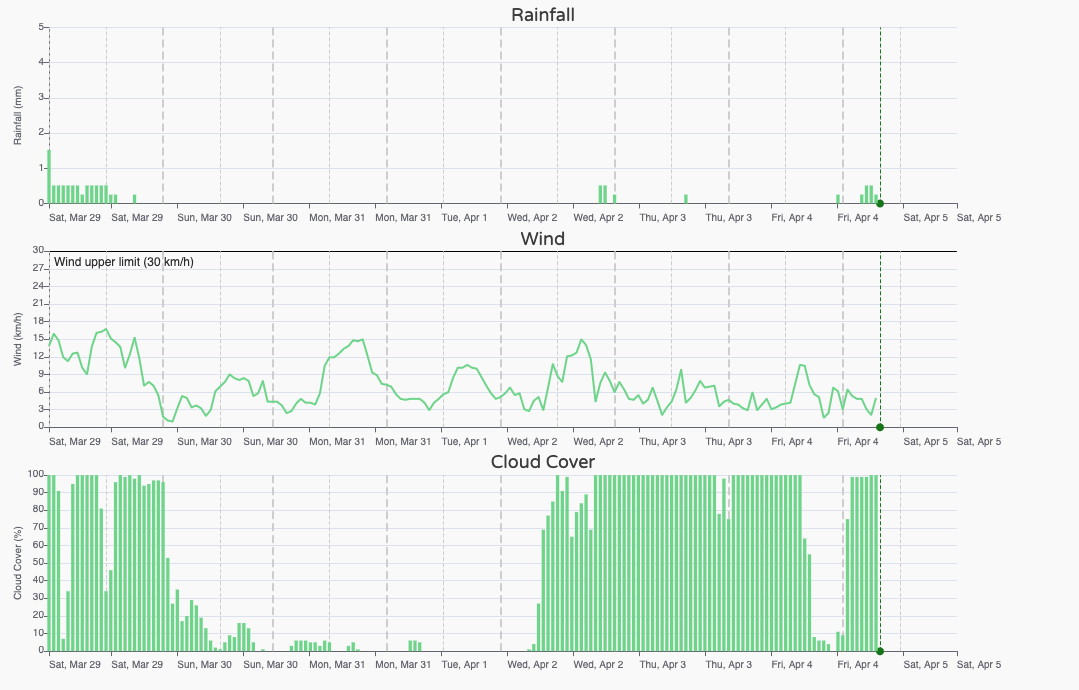 Rainfall
Rainfall (mm)
5
4
3
2
1
0
Sat, Mar 29 Sat, Mar 29 Sun, Mar 30 Sun, Mar 30 Mon, Mar 31 Mon, Mar 31 Tue, Apr 1 Wed, Apr 2 Wed, Apr 2 Thu, Apr 3 Thu, Apr 3 Fri, Apr 4 Fri, Apr 4 Sat, Apr 5 Sat, Apr 5
Wind
Wind (km/h)
30
Wind upper limit (30 km/h)
27
24
21
18
15
12
9
6
3
0
Sat, Mar 29 Sat, Mar 29 Sun, Mar 30 Sun, Mar 30 Mon, Mar 31 Mon, Mar 31 Tue, Apr 1 Wed, Apr 2 Wed, Apr 2 Thu, Apr 3 Thu, Apr 3 Fri, Apr 4 Fri, Apr 4 Sat, Apr 5 Sat, Apr 5
Cloud Cover
Cloud Cover (%)
100
90
80
70
60
50
40
30
20
10
0
Sat, Mar 29 Sat, Mar 29 Sun, Mar 30 Sun, Mar 30 Mon, Mar 31 Mon, Mar 31 Tue, Apr 1 Wed, Apr 2 Wed, Apr 2 Thu, Apr 3 Thu, Apr 3 Fri, Apr 4 Fri, Apr 4 Sat, Apr 5 Sat, Apr 5